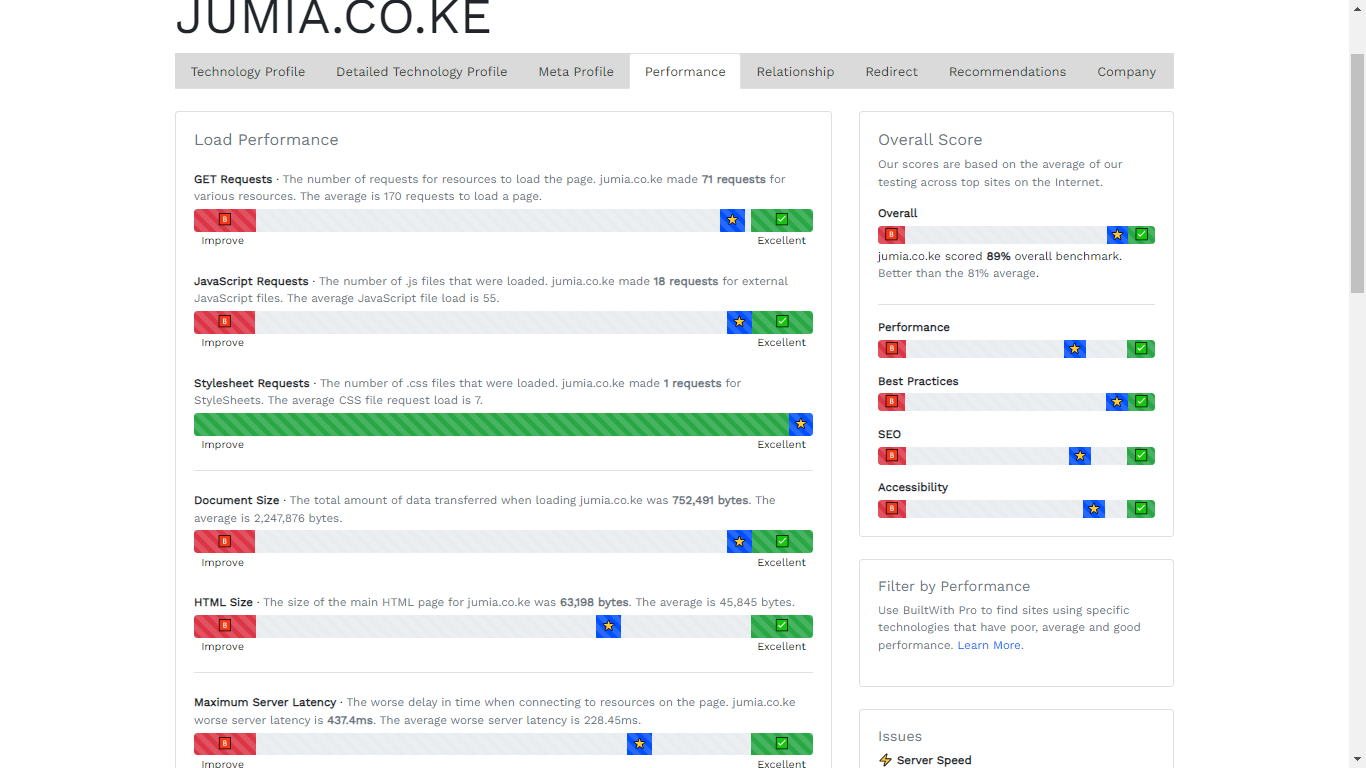 JUMIA.CO.KE
Technology Profile Detailed Technology Profile Meta Profile Performance Relationship Redirect Recommendations Company
Load Performance
GET Requests · The number of requests for resources to load the page. jumia.co.ke made 71 requests for
various resources. The average is 170 requests to load a page.
B
Improve Excellent
JavaScript Requests · The number of .js files that were loaded. jumia.co.ke made 18 requests for external
JavaScript files. The average JavaScript file load is 55.
B
Improve Excellent
Stylesheet Requests · The number of .css files that were loaded. jumia.co.ke made 1 requests for
StyleSheets. The average CSS file request load is 7.
Improve Excellent
Document Size · The total amount of data transferred when loading jumia.co.ke was 752,491 bytes. The
average is 2,247,876 bytes.
B
Improve Excellent
HTML Size · The size of the main HTML page for jumia.co.ke was 63,198 bytes. The average is 45,845 bytes.
B
Improve Excellent
Maximum Server Latency · The worse delay in time when connecting to resources on the page. jumia.co.ke
worse server latency is 437.4ms. The average worse server latency is 228.45ms.
B
Improve Excellent
Overall Score
Our scores are based on the average of our
testing across top sites on the Internet.
Overall
B
jumia.co.ke scored 89% overall benchmark.
Better than the 81% average.
Performance
B
Best Practices
B
SEO
B
Accessibility
B
Filter by Performance
Use BuiltWith Pro to find sites using specific
technologies that have poor, average and good
performance. Learn More.
Issues
Server Speed